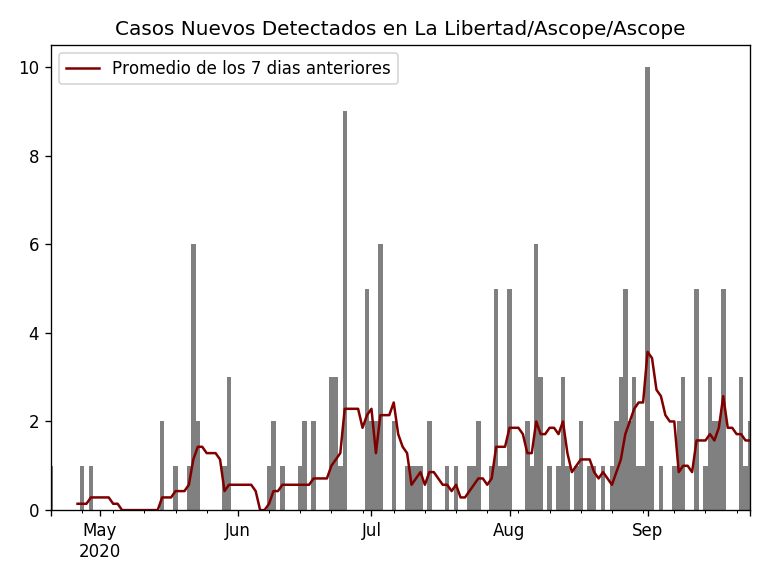 Casos Nuevos Detectados en La Libertad/Ascope/Ascope
Promedio de los 7 dias anteriores
10
8
6
4
2
0
May Jun Jul Aug Sep
2020